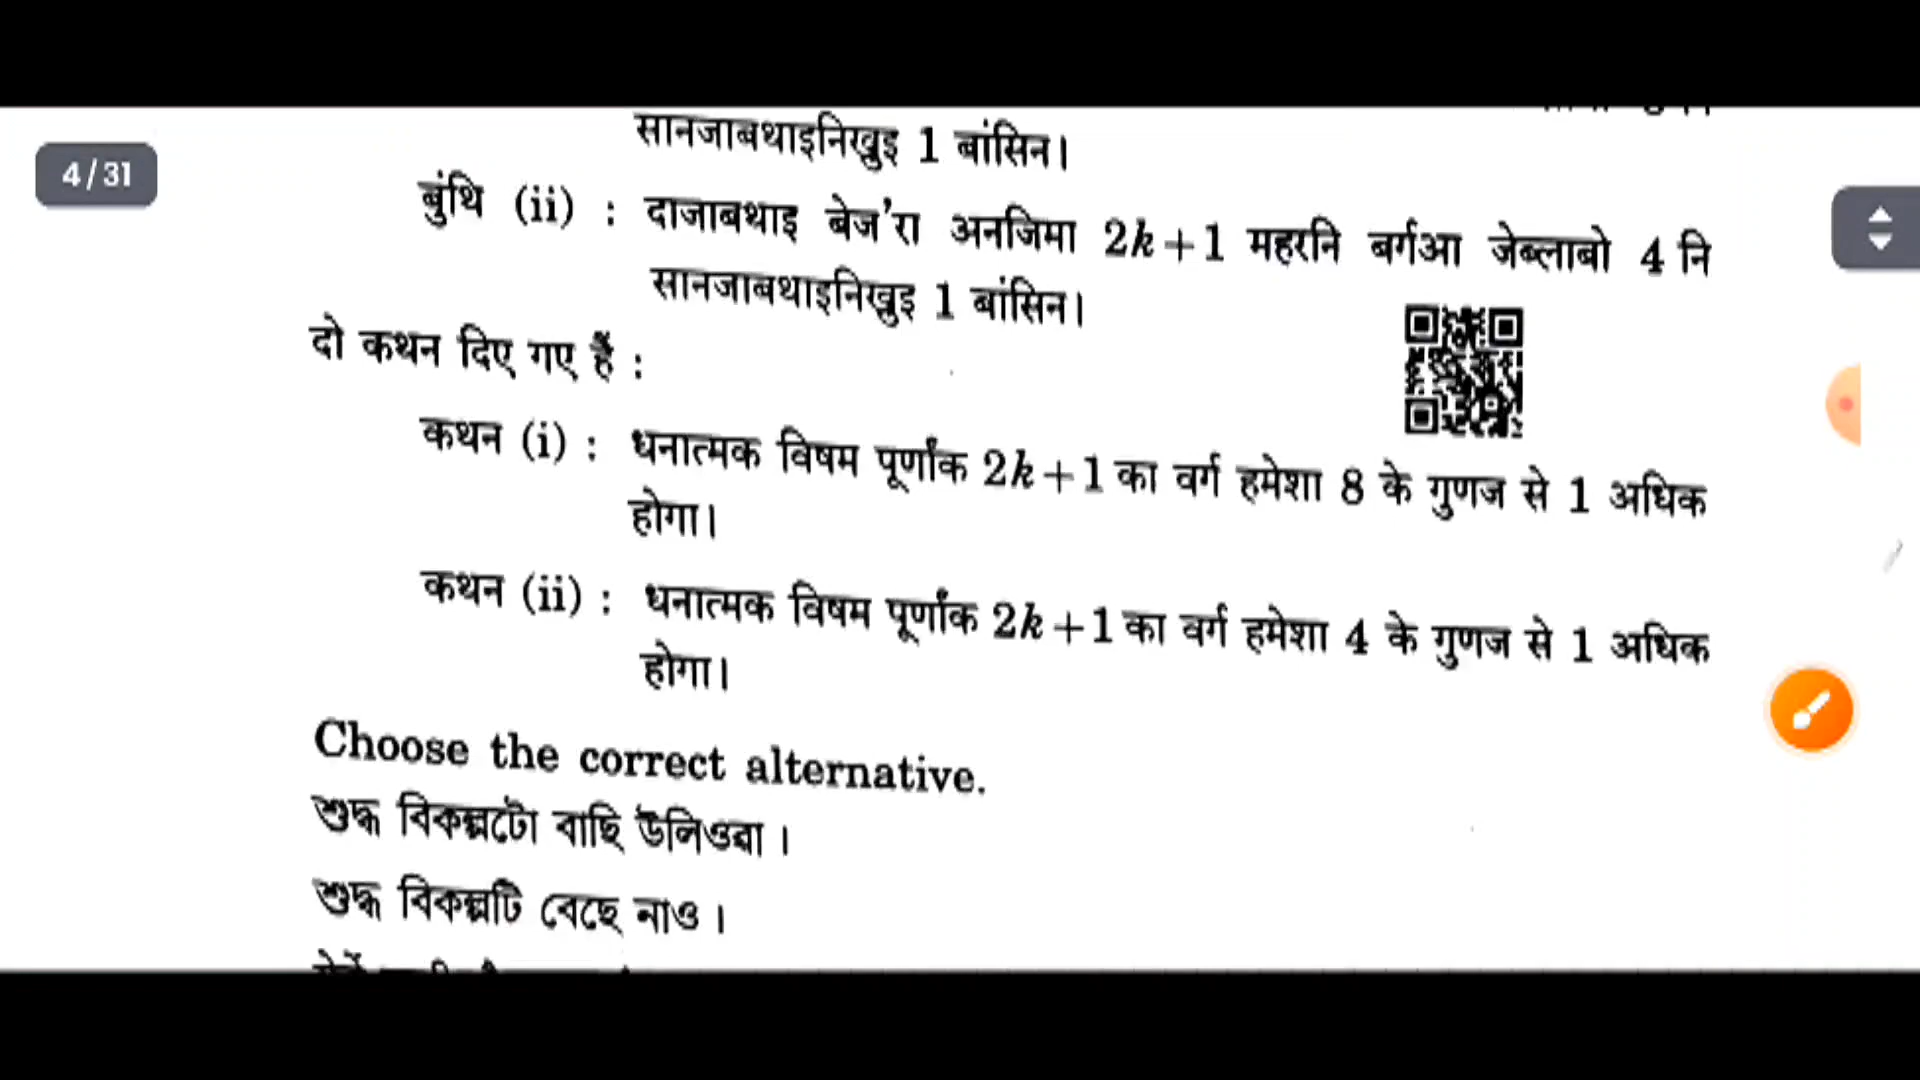 सानजाबथाइनिख्रुइ 1 बांसिन।
4/31
बुंथि (ii) : दाजाबथाइ बेज'रा अनजिमा 2k+1 महरनि बर्गआ जेब्लाबो 4 नि
सानजाबथाइनिख्रुइ 1 बांसिन।
दो कथन दिए गए हैं :
कथन (i) : धनात्मक विषम पूर्णांक 2k+1 का वर्ग हमेशा 8 के गुणज से 1 अधिक
होगा।
कथन (ii) : धनात्मक विषम पूर्णांक 2k+1 का वर्ग हमेशा 4 के गुणज से 1 अधिक
होगा।
Choose the correct alternative.
শুদ্ধ বিকল্পটো বাছি উলিওৱা ।
শুদ্ধ বিকল্পটি বেছে নাও ।